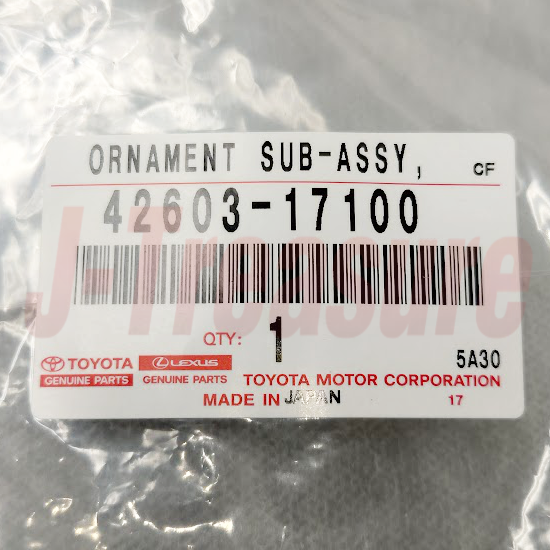 ORNAMENT SUB-ASSY, CF
42603-17100
J-Treasure
QTY: 1
TOYOTA LEXUS 5A30
GENUINE PARTS GENUINE PARTS TOYOTA MOTOR CORPORATION
MADE IN JAPAN 17